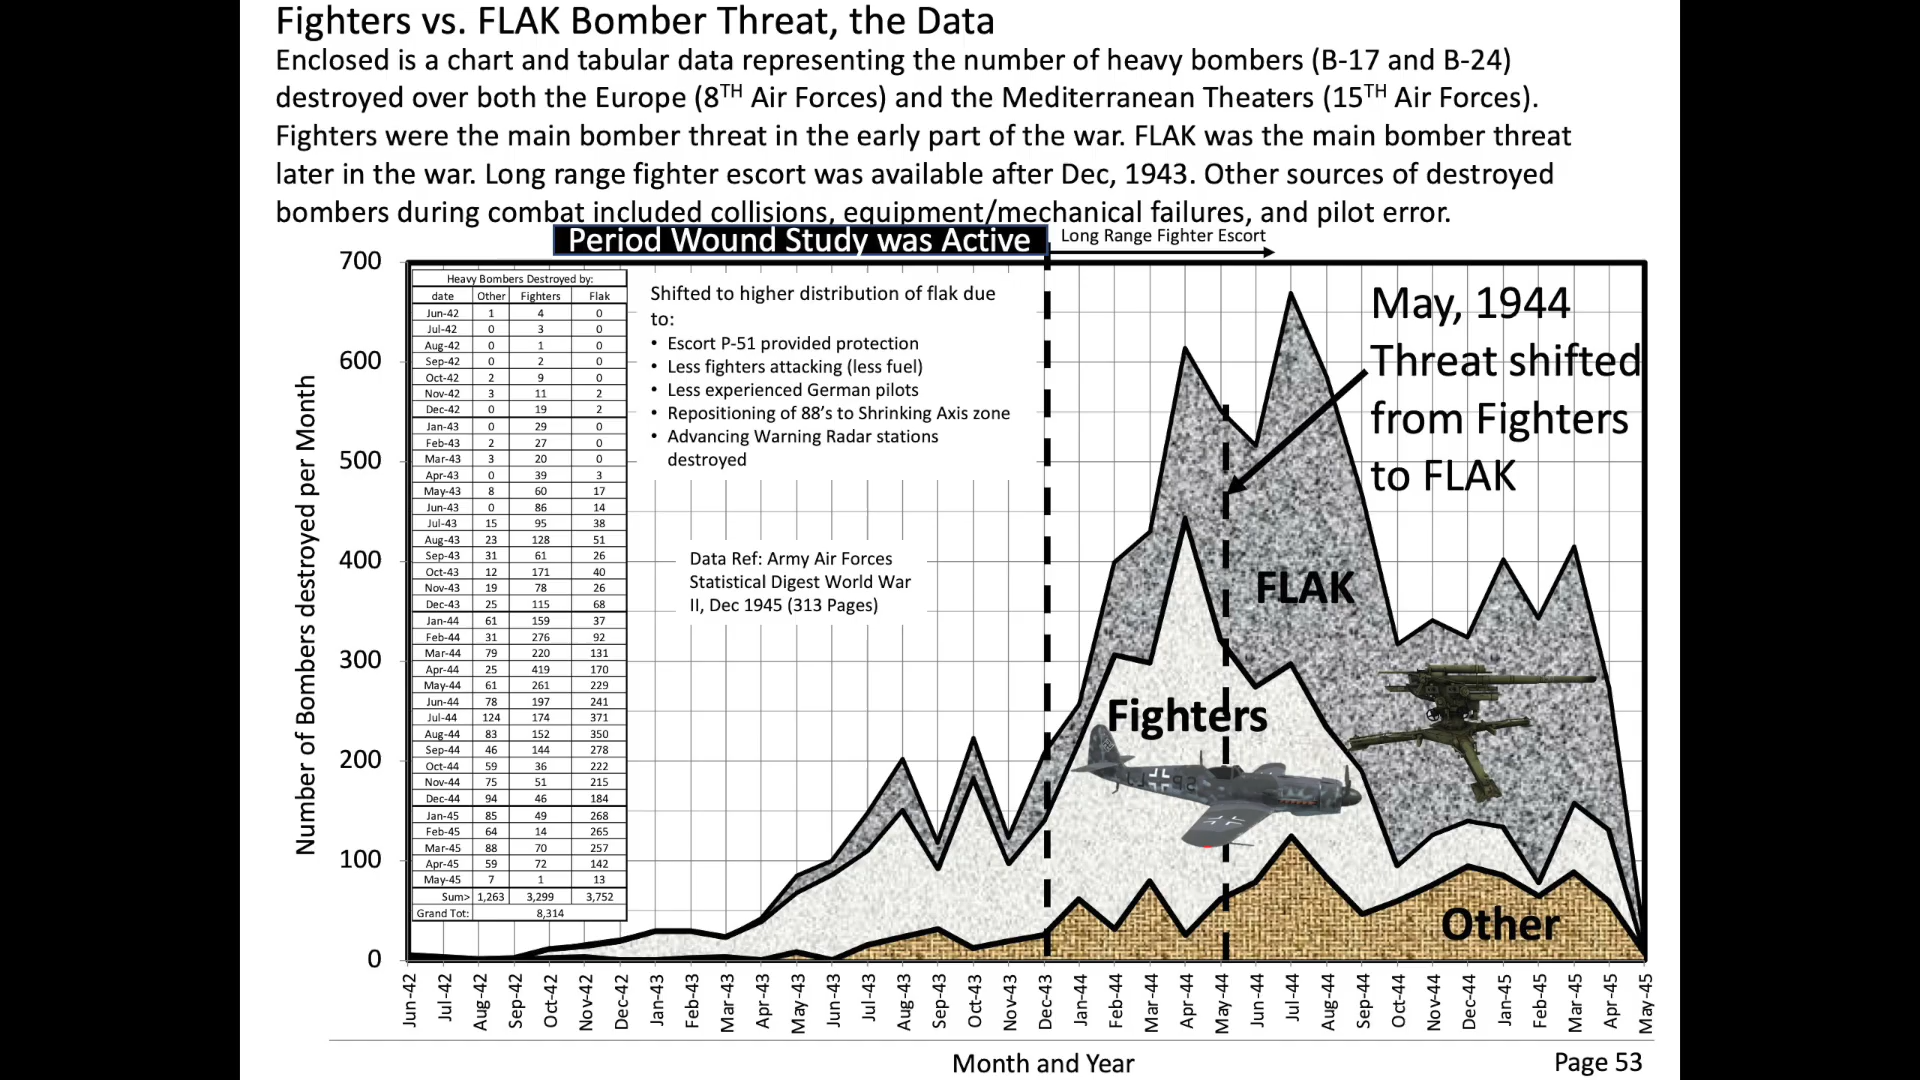 Fighters vs. FLAK Bomber Threat, the Data
Enclosed is a chart and tabular data representing the number of heavy bombers (B-17 and B-24)
destroyed over both the Europe (8TH Air Forces) and the Mediterranean Theaters (15TH Air Forces).
Fighters were the main bomber threat in the early part of the war. FLAK was the main bomber threat
later in the war. Long range fighter escort was available after Dec, 1943. Other sources of destroyed
bombers during combat included collisions, equipment/mechanical failures, and pilot error.
Period Wound Study was Active
Long Range Fighter Escort
Number of Bombers destroyed per Month
700
600
500
400
300
200
100
0
Heavy Bombers Destroyed by:
date Other Fighters Flak
Jun-42 1 4 0
Jul-42 0 3 0
Aug-42 0 1 0
Sep-42 0 2 0
Oct-42 2 9 0
Nov-42 3 11 2
Dec-42 0 19 2
Jan-43 0 29 0
Feb-43 2 27 0
Mar-43 3 20 0
Apr-43 0 39 3
May-43 8 60 17
Jun-43 0 86 14
Jul-43 15 95 38
Aug-43 23 128 51
Sep-43 31 61 26
Oct-43 12 171 40
Nov-43 19 78 26
Dec-43 25 115 68
Jan-44 61 159 37
Feb-44 31 276 92
Mar-44 79 220 131
Apr-44 25 419 170
May-44 61 261 229
Jun-44 78 197 241
Jul-44 124 174 371
Aug-44 83 152 350
Sep-44 46 144 278
Oct-44 59 36 222
Nov-44 75 51 215
Dec-44 94 46 184
Jan-45 85 49 268
Feb-45 64 14 265
Mar-45 88 70 257
Apr-45 59 72 142
May-45 7 1 13
Sum> 1,263 3,299 3,752
Grand Tot: 8,314
Shifted to higher distribution of flak due
to:
• Escort P-51 provided protection
• Less fighters attacking (less fuel)
• Less experienced German pilots
• Repositioning of 88's to Shrinking Axis zone
• Advancing Warning Radar stations
destroyed
Data Ref: Army Air Forces
Statistical Digest World War
II, Dec 1945 (313 Pages)
May, 1944
Threat shifted
from Fighters
to FLAK
FLAK
Fighters
Other
Jun-42
Jul-42
Aug-42
Sep-42
Oct-42
Nov-42
Dec-42
Jan-43
Feb-43
Mar-43
Apr-43
May-43
Jun-43
Jul-43
Aug-43
Sep-43
Oct-43
Nov-43
Dec-43
Jan-44
Feb-44
Mar-44
Apr-44
May-44
Jun-44
Jul-44
Aug-44
Sep-44
Oct-44
Nov-44
Dec-44
Jan-45
Feb-45
Mar-45
Apr-45
May-45
Month and Year
Page 53